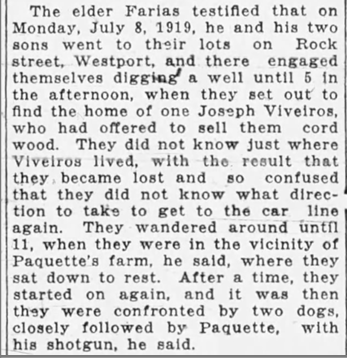 The elder Farias testified that on
Monday, July 8, 1919, he and his two
sons went to their lots on Rock
street, Westport, and there engaged
themselves digging a well until 5 in
the afternoon, when they set out to
find the home of one Joseph Viveiros,
who had offered to sell them cord
wood. They did not know just where
Viveiros lived, with the result that
they became lost and so confused
that they did not know what direc-
tion to take to get to the car line
again. They wandered around until
11, when they were in the vicinity of
Paquette's farm, he said, where they
sat down to rest. After a time, they
started on again, and it was then
they were confronted by two dogs,
closely followed by Paquette, with
his shotgun, he said.